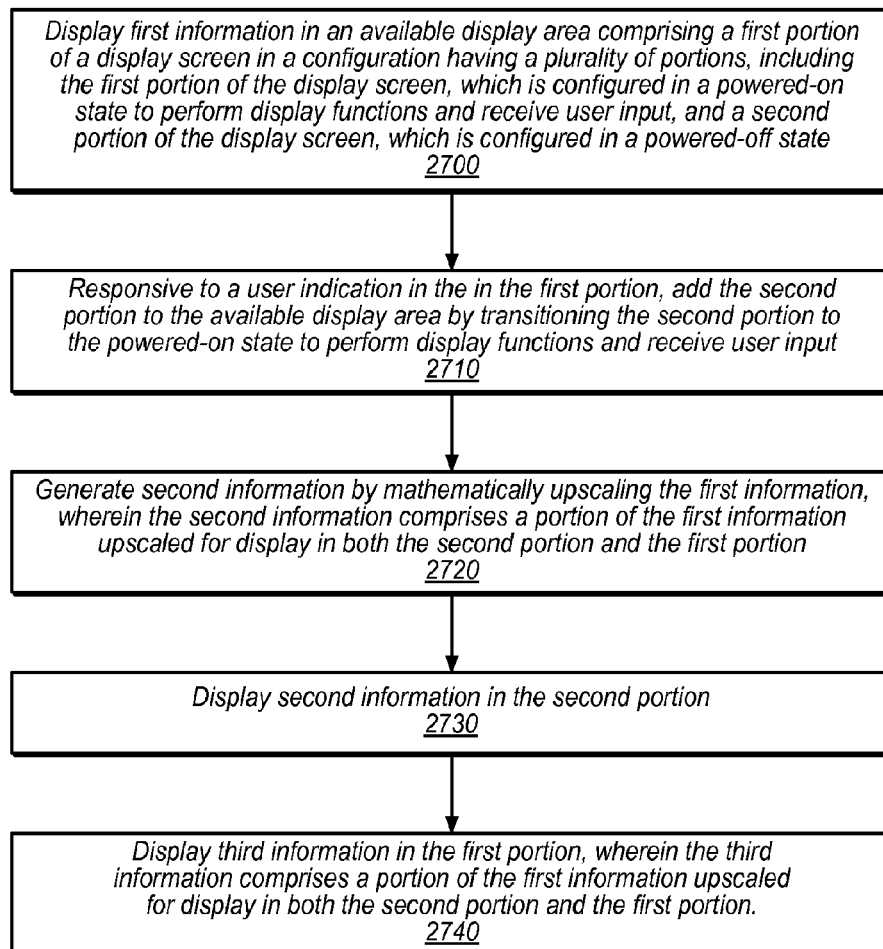 Display first information in an available display area comprising a first portion
of a display screen in a configuration having a plurality of portions, including
the first portion of the display screen, which is configured in a powered-on
state to perform display functions and receive user input, and a second
portion of the display screen, which is configured in a powered-off state
2700
Responsive to a user indication in the in the first portion, add the second
portion to the available display area by transitioning the second portion to
the powered-on state to perform display functions and receive user input
2710
Generate second information by mathematically upscaling the first information,
wherein the second information comprises a portion of the first information
upscaled for display in both the second portion and the first portion
2720
Display second information in the second portion
2730
Display third information in the first portion, wherein the third
information comprises a portion of the first information upscaled
for display in both the second portion and the first portion.
2740